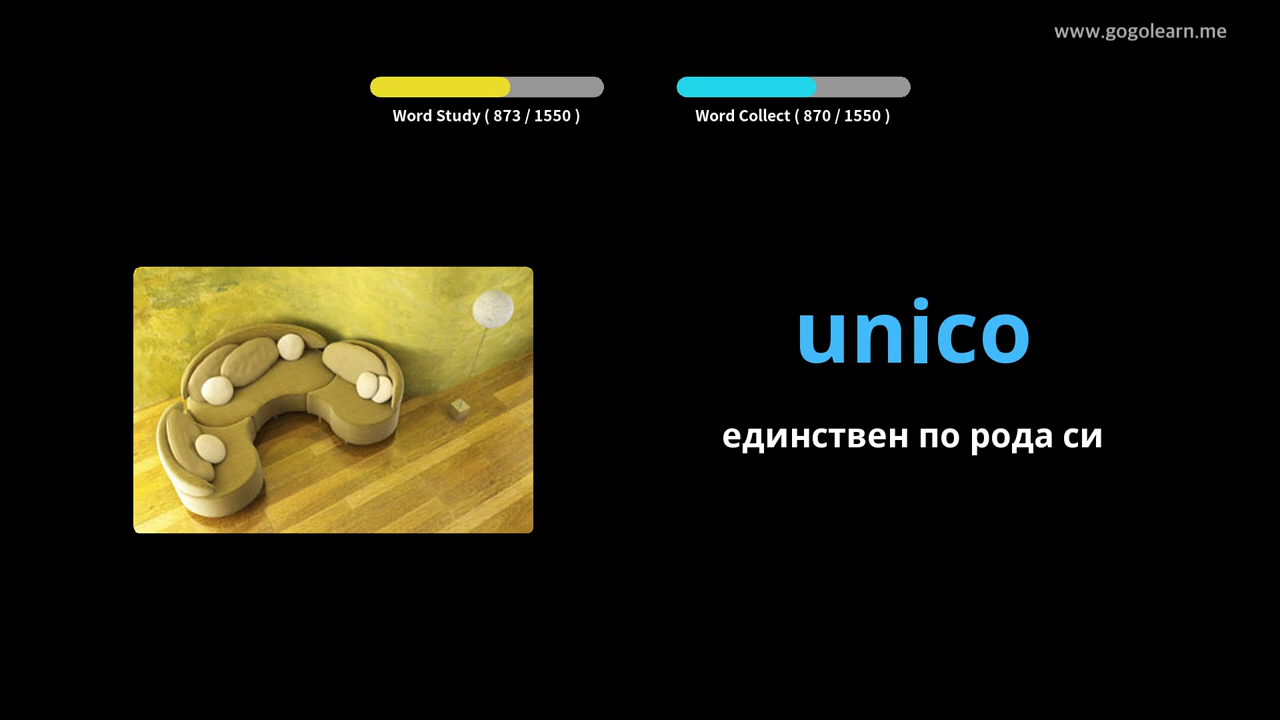 www.gogolearn.me
Word Study ( 873 / 1550 )
Word Collect ( 870 / 1550 )
unico
единствен по рода си